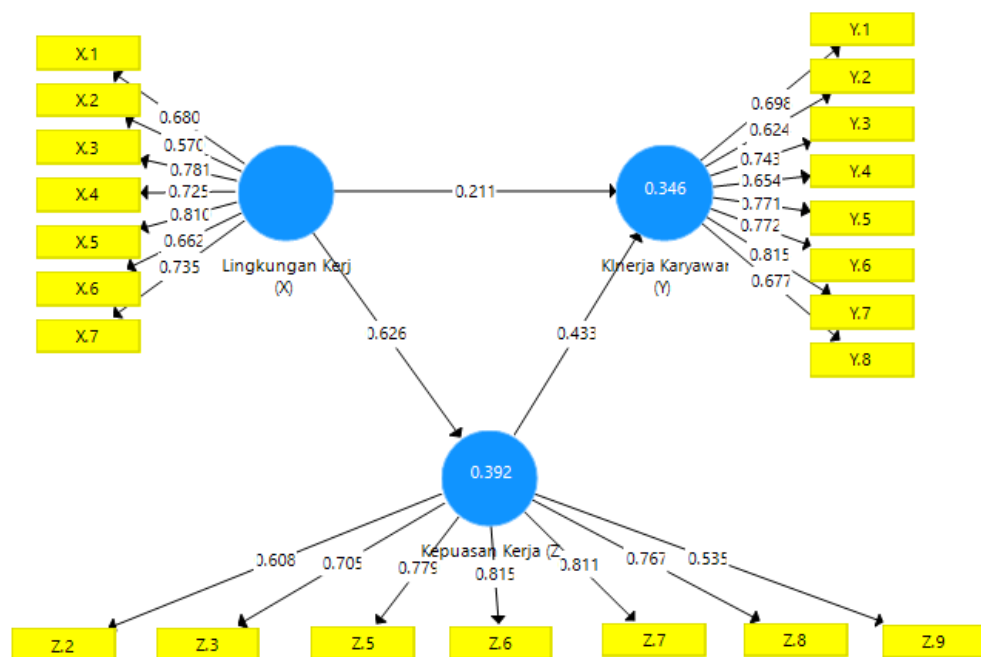 X.1
X.2
X.3
X.4
X.5
X.6
X.7
0.680
0.570
0.781
0.725
0.810
0.662
0.735
Lingkungan Kerj
(X)
0.211
0.626
0.346
KInerja Karyawar
(Y)
0.433
0.698
0.624
0.743
0.654
0.771
0.772
0.815
0.677
Y.1
Y.2
Y.3
Y.4
Y.5
Y.6
Y.7
Y.8
0.392
Kepuasan Kerja (Z
0.608
0.705
0.779
0.815
0.811
0.767
0.535
Z.2
Z.3
Z.5
Z.6
Z.7
Z.8
Z.9